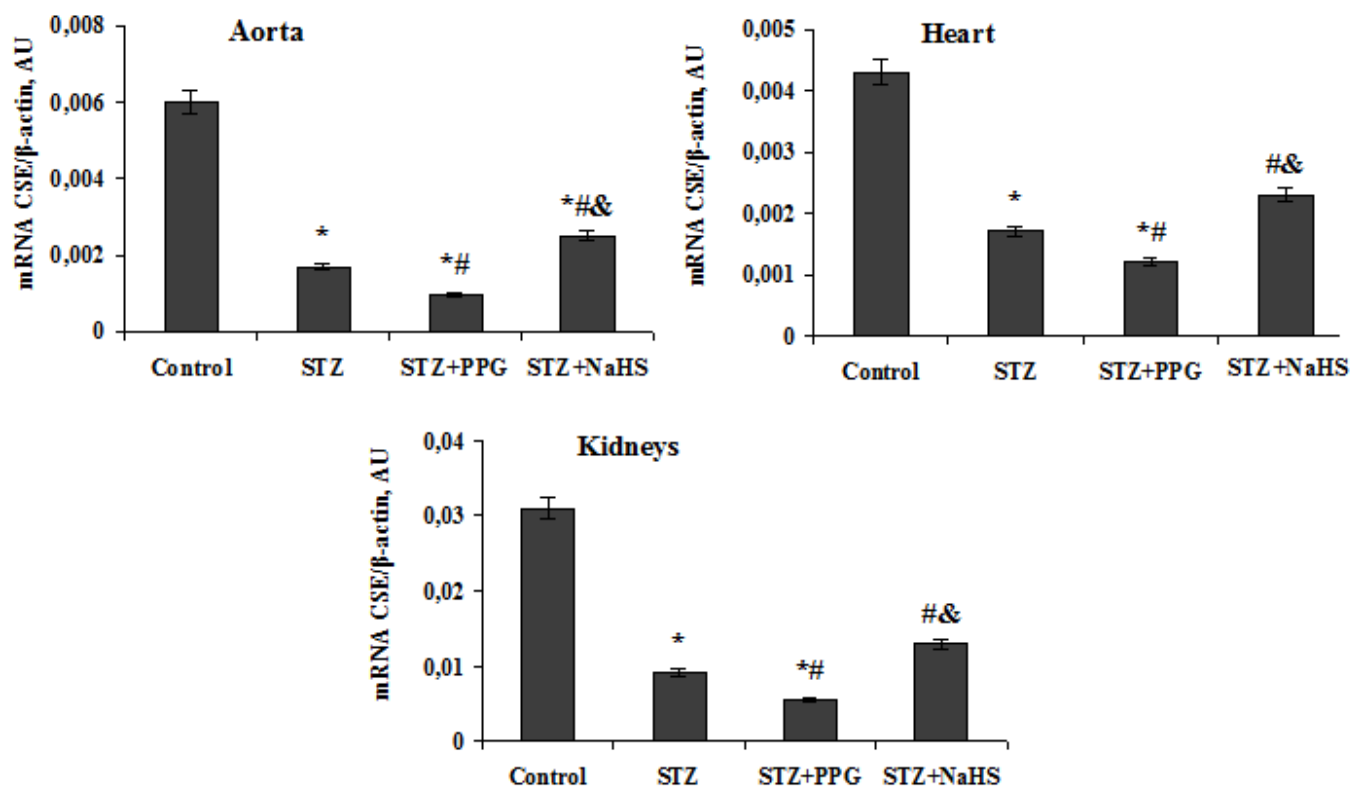 Aorta
mRNA CSE/β-actin, AU
0,008
0,006
0,004
0,002
0
*
*#
*#&
Control STZ STZ+PPG STZ+NaHS
Heart
mRNA CSE/β-actin, AU
0,005
0,004
0,003
0,002
0,001
0
*
*#
#&
Control STZ STZ+PPG STZ+NaHS
Kidneys
mRNA CSE/β-actin, AU
0,04
0,03
0,02
0,01
0
*
*#
#&
Control STZ STZ+PPG STZ+NaHS